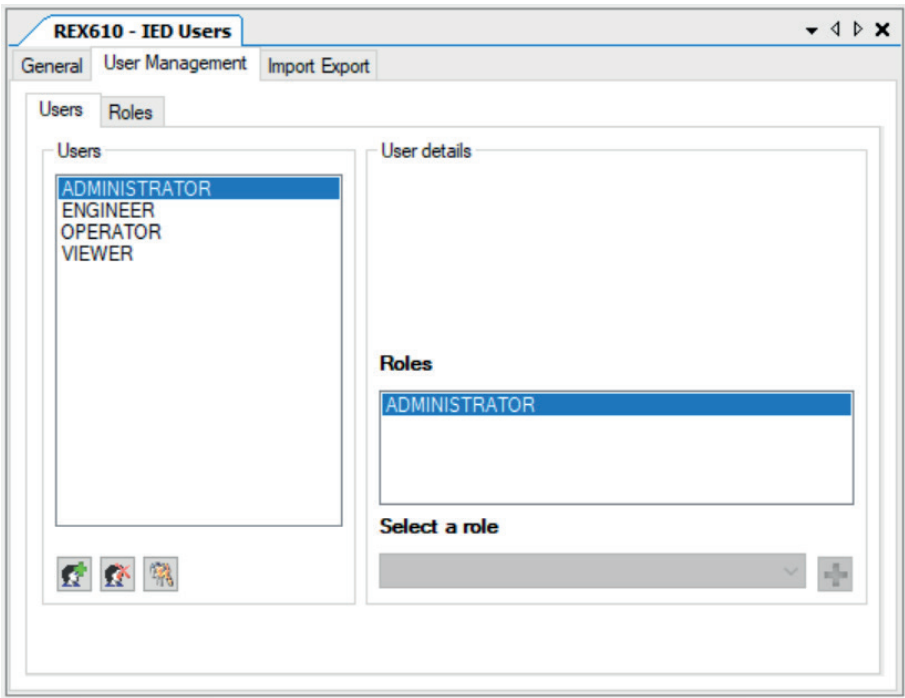 REX610 - IED Users
General User Management Import Export
Users Roles
Users
ADMINISTRATOR
ENGINEER
OPERATOR
VIEWER
User details
Roles
ADMINISTRATOR
Select a role